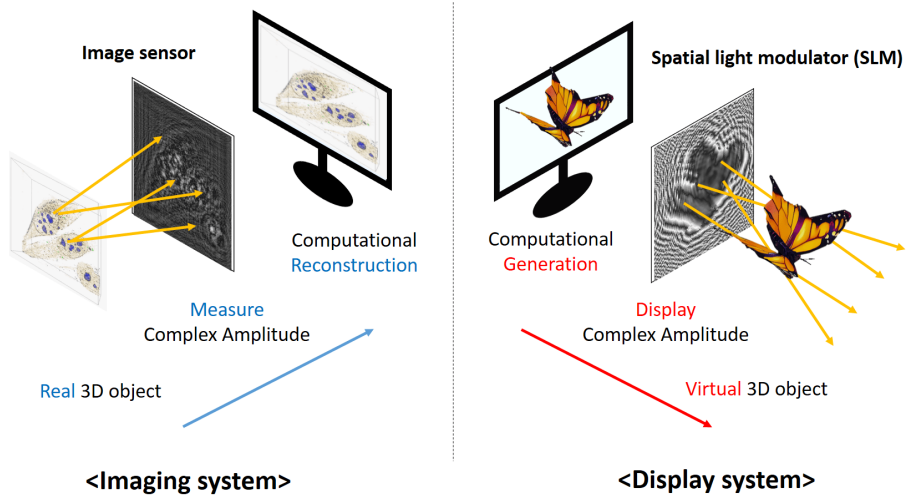 Image sensor
Computational
Reconstruction
Measure
Complex Amplitude
Real 3D object
<Imaging system>
Spatial light modulator (SLM)
Computational
Generation
Display
Complex Amplitude
Virtual 3D object
<Display system>